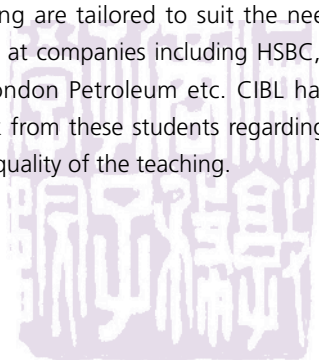 ing are tailored to suit the nee
at companies including HSBC,
ondon Petroleum etc. CIBL ha
from these students regarding
quality of the teaching.